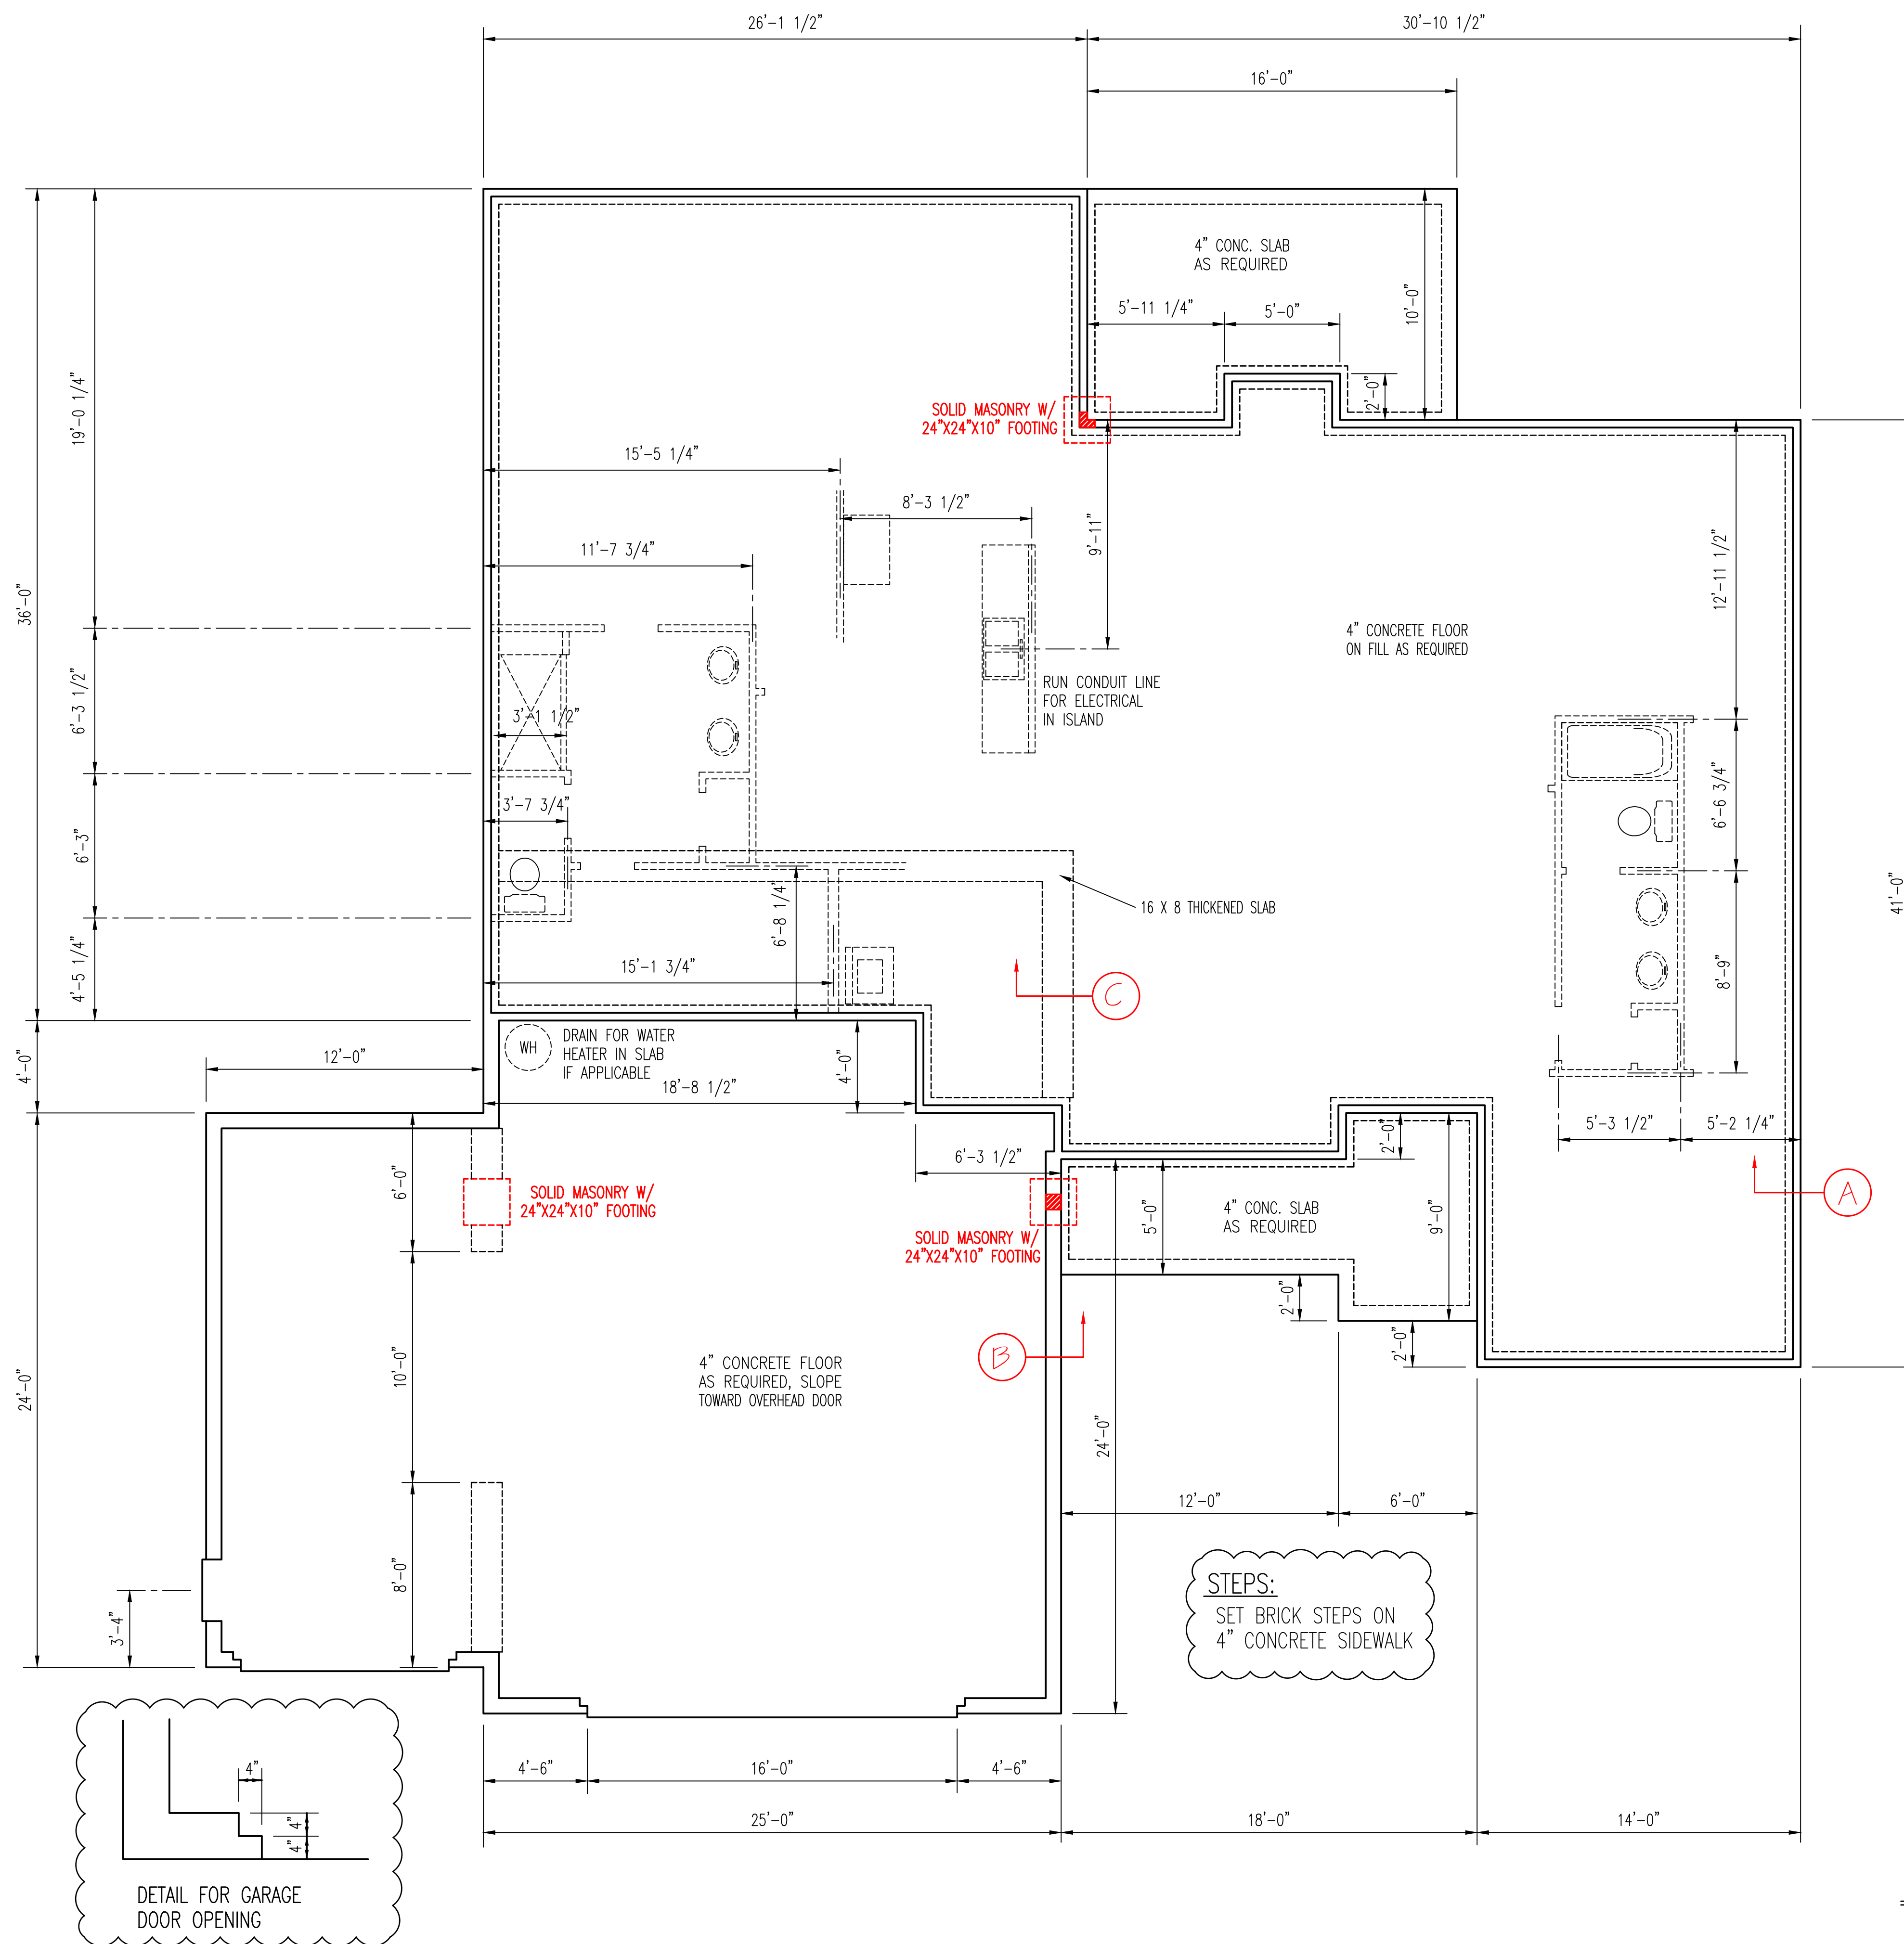 26'-1 1/2"
30'-10 1/2"
16'-0"
4" CONC. SLAB
AS REQUIRED
5'-11 1/4"
5'-0"
10'-0"
2'-0"
19'-0 1/4"
36'-0"
SOLID MASONRY W/
24"X24"X10" FOOTING
15'-5 1/4"
8'-3 1/2"
9'-11"
11'-7 3/4"
12'-11 1/2"
4" CONCRETE FLOOR
ON FILL AS REQUIRED
6'-3 1/2"
3'-1 1/2"
RUN CONDUIT LINE
FOR ELECTRICAL
IN ISLAND
3'-7 3/4"
6'-3"
6'-6 3/4"
16 X 8 THICKENED SLAB
41'-0"
6'-8 1/4"
4'-5 1/4"
15'-1 3/4"
8'-9"
C
WH
DRAIN FOR WATER
HEATER IN SLAB
IF APPLICABLE
12'-0"
4'-0"
4'-0"
18'-8 1/2"
5'-3 1/2"
5'-2 1/4"
2'-0"
6'-3 1/2"
6'-0"
SOLID MASONRY W/
24"X24"X10" FOOTING
A
5'-0"
4" CONC. SLAB
AS REQUIRED
9'-0"
SOLID MASONRY W/
24"X24"X10" FOOTING
2'-0"
2'-0"
B
10'-0"
4" CONCRETE FLOOR
AS REQUIRED, SLOPE
TOWARD OVERHEAD DOOR
24'-0"
24'-0"
12'-0"
6'-0"
8'-0"
3'-4"
STEPS:
SET BRICK STEPS ON
4" CONCRETE SIDEWALK
4'-6"
16'-0"
4'-6"
25'-0"
18'-0"
14'-0"
4"
4"
4"
DETAIL FOR GARAGE
DOOR OPENING